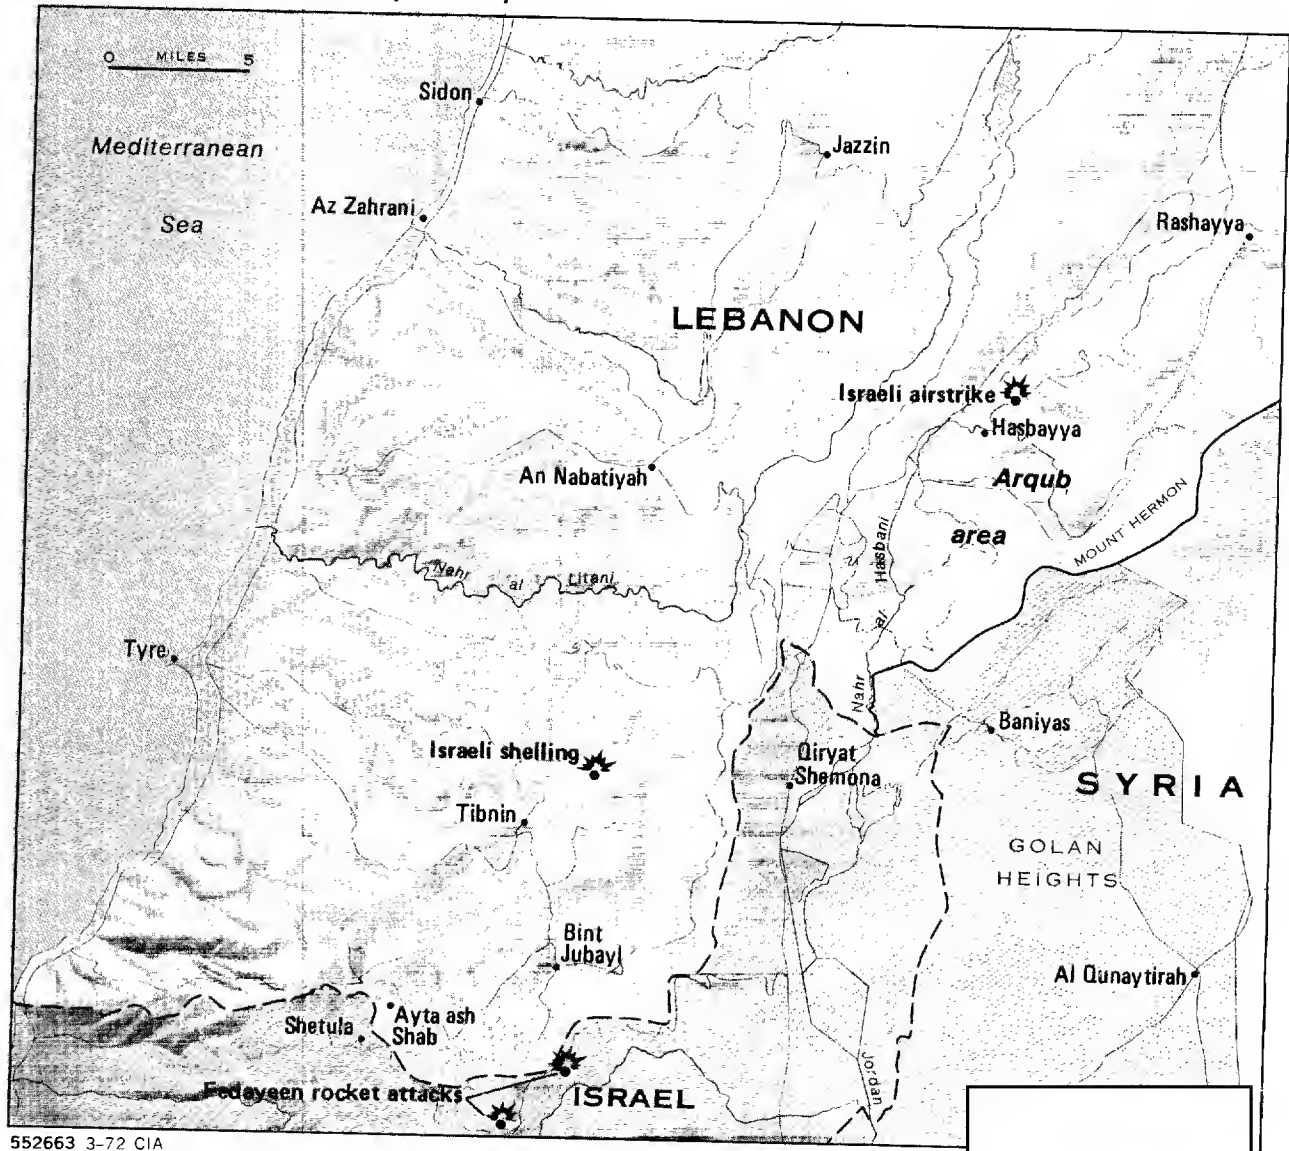 0 MILES 5
Sidon
Mediterranean
Sea
Jazzin
Az Zahrani
Rashayya
LEBANON
Israeli airstrike
Hasbayya
An Nabatiyah
Arqub
area
MOUNT HERMON
Nahr al Litani
Nahr al Hasbani
Tyre
Baniyas
Israeli shelling
Qiryat
Shemona
SYRIA
Tibnin
GOLAN
HEIGHTS
Bint
Jubayl
Al Qunaytirah
Ayta ash
Shab
Shetula
Jordan
Fedayeen rocket attacks
ISRAEL
552663 3-72 CIA